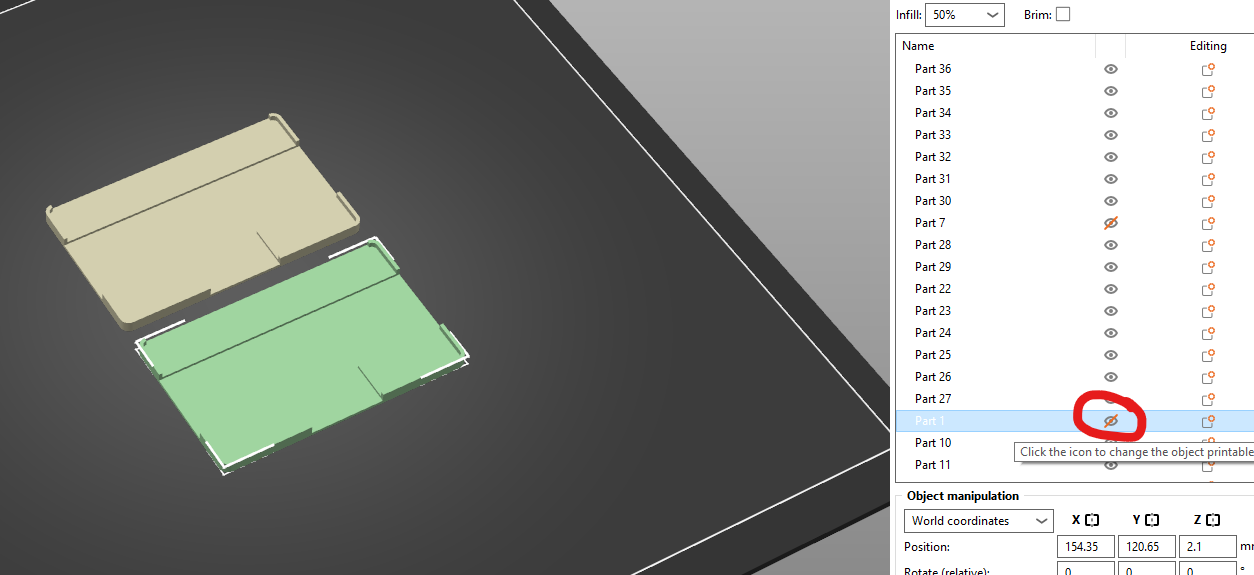 Infill: 50% Brim:
Name Editing
Part 36
Part 35
Part 34
Part 33
Part 32
Part 31
Part 30
Part 7
Part 28
Part 29
Part 22
Part 23
Part 24
Part 25
Part 26
Part 27
Part 1
Part 10
Click the icon to change the object printable
Part 11
Object manipulation
World coordinates X Y Z
Position: 154.35 120.65 2.1 mm
Rotate (relative): 0 0 0 °